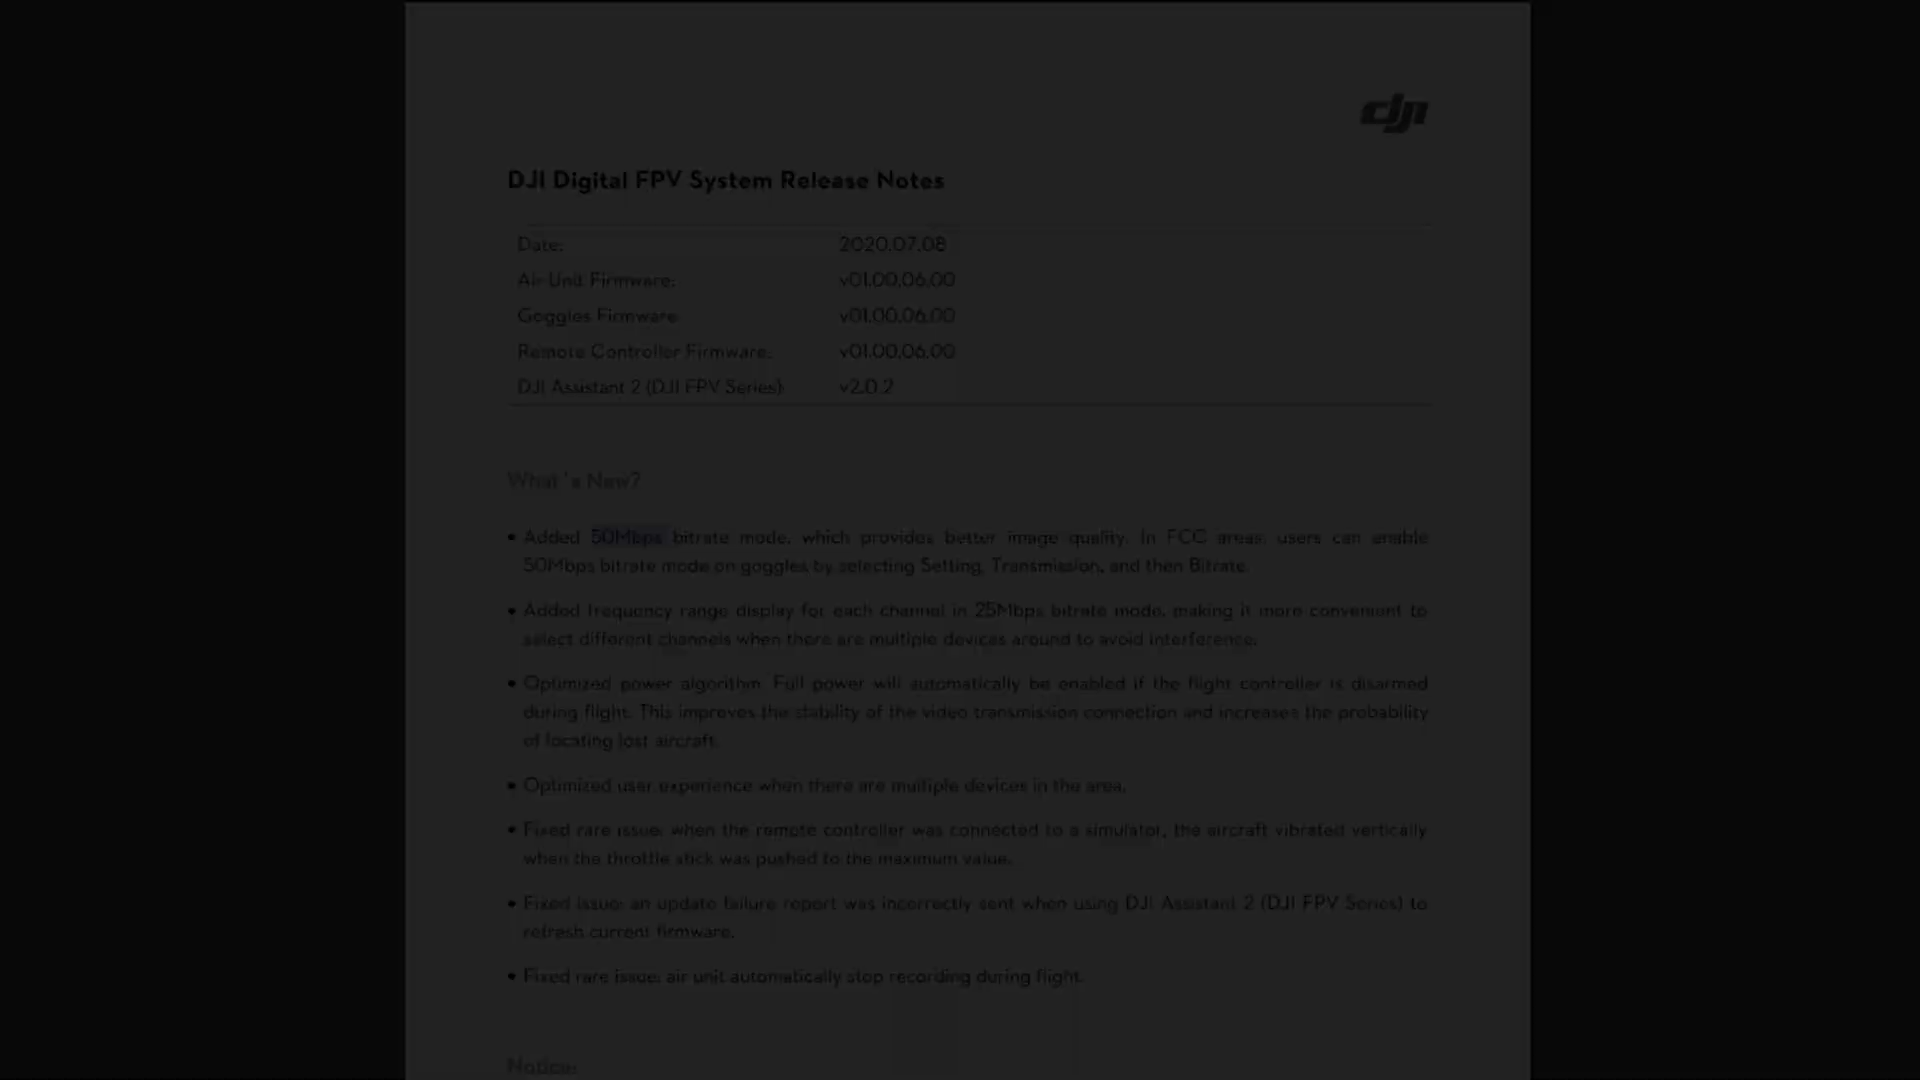 dji
DJI Digital FPV System Release Notes
Date: 2020.07.08
Air Unit Firmware: v01.00.06.00
Goggles Firmware: v01.00.06.00
Remote Controller Firmware: v01.00.06.00
DJI Assistant 2 (DJI FPV Series) v2.0.2
What's New?
• Added 50Mbps bitrate mode, which provides better image quality. In FCC areas, users can enable
50Mbps bitrate mode on goggles by selecting Setting, Transmission, and then Bitrate.
• Added frequency range display for each channel in 25Mbps bitrate mode, making it more convenient to
select different channels when there are multiple devices around to avoid interference.
• Optimized power algorithm. Full power will automatically be enabled if the flight controller is disarmed
during flight. This improves the stability of the video transmission connection and increases the probability
of locating lost aircraft.
• Optimized user experience when there are multiple devices in the area.
• Fixed rare issue: when the remote controller was connected to a simulator, the aircraft vibrated vertically
when the throttle stick was pushed to the maximum value.
• Fixed issue: an update failure report was incorrectly sent when using DJI Assistant 2 (DJI FPV Series) to
refresh current firmware.
• Fixed rare issue: air unit automatically stop recording during flight.
Notice: